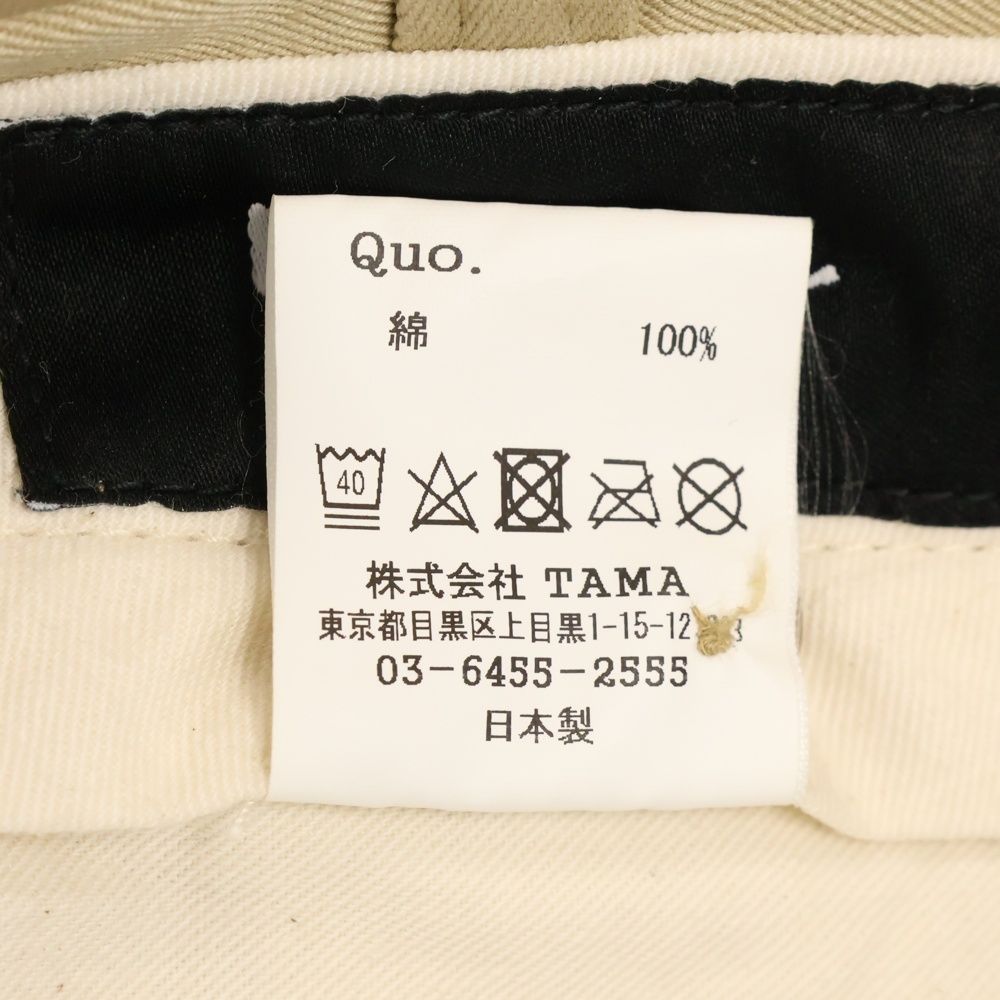 Quo.
綿 100%
40
株式会社 TAMA
東京都目黒区上目黒1-15-12
03-6455-2555
日本製